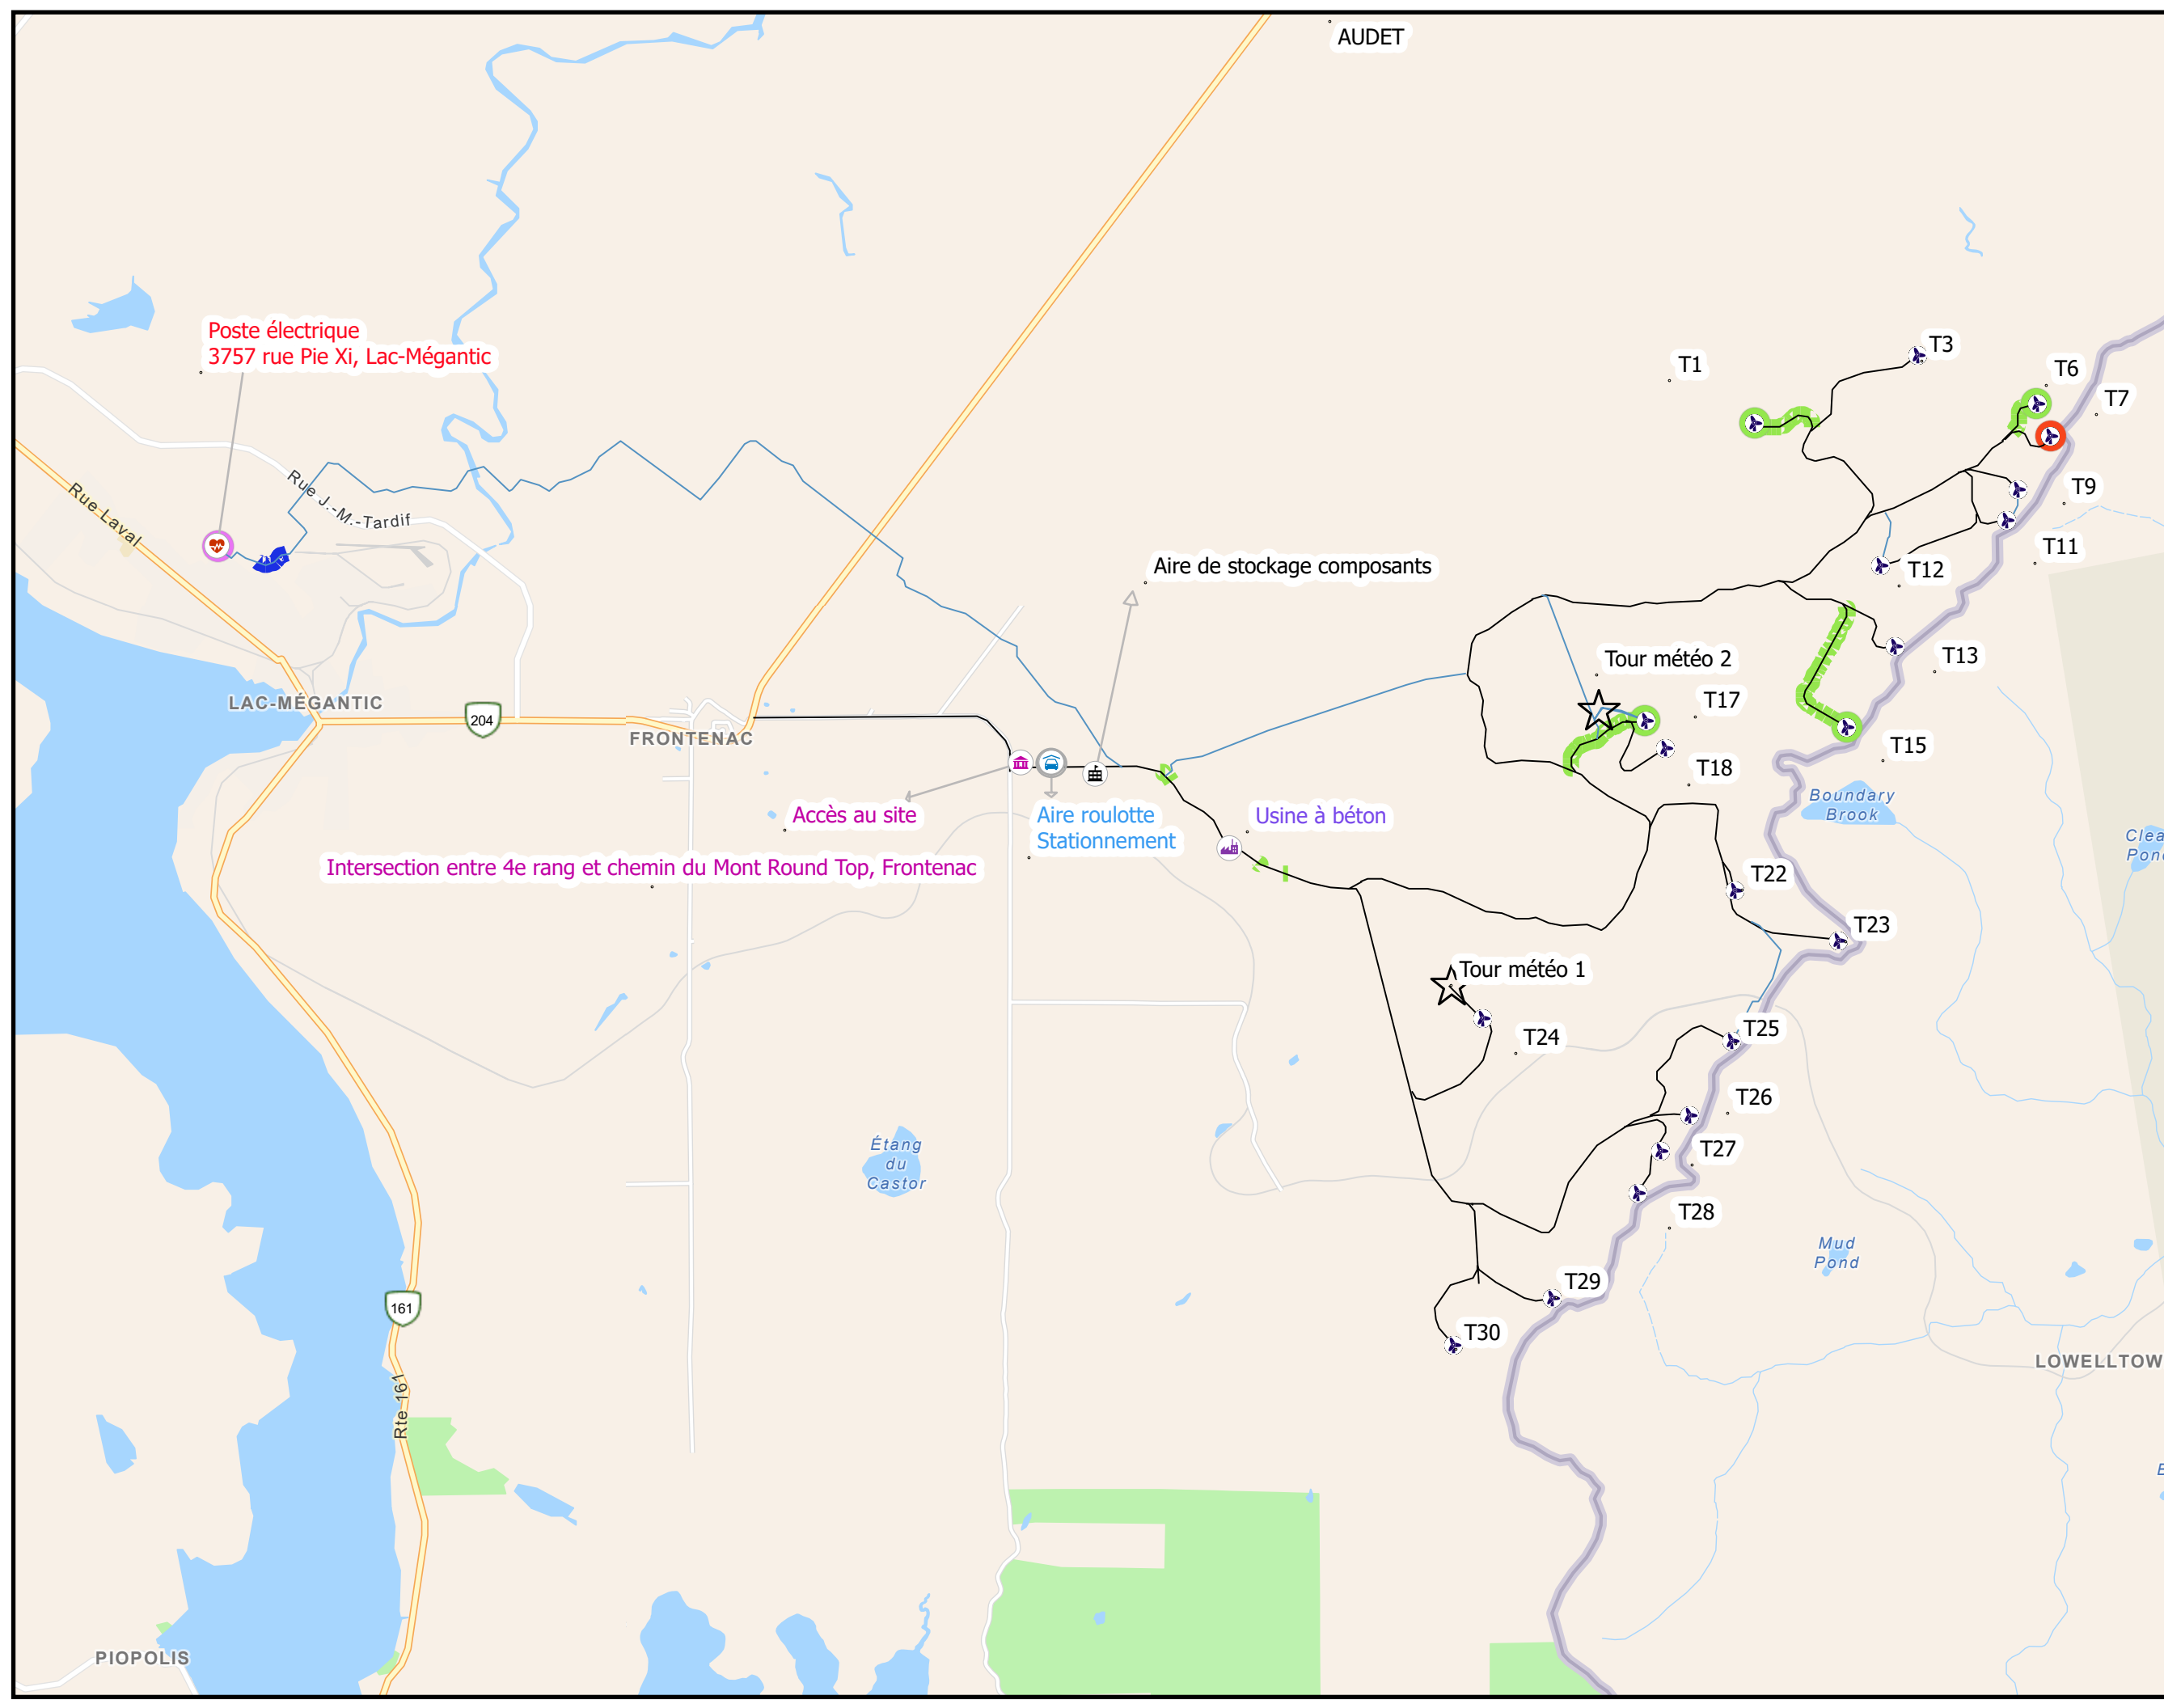 AUDET
Poste électrique
3757 rue Pie Xi, Lac-Mégantic
T3
T1
T6
T7
Rue Laval
Rue J.-M.-Tardif
T9
T11
Aire de stockage composants
T12
Tour météo 2
T13
LAC-MÉGANTIC
204
FRONTENAC
T17
T15
T18
Boundary
Brook
Accès au site
Aire roulotte
Stationnement
Usine à béton
Intersection entre 4e rang et chemin du Mont Round Top, Frontenac
T22
T23
Tour météo 1
T24
T25
T26
Étang
du
Castor
T27
T28
Mud
Pond
T29
161
T30
LOWELLTOW
Rte 161
PIOPOLIS